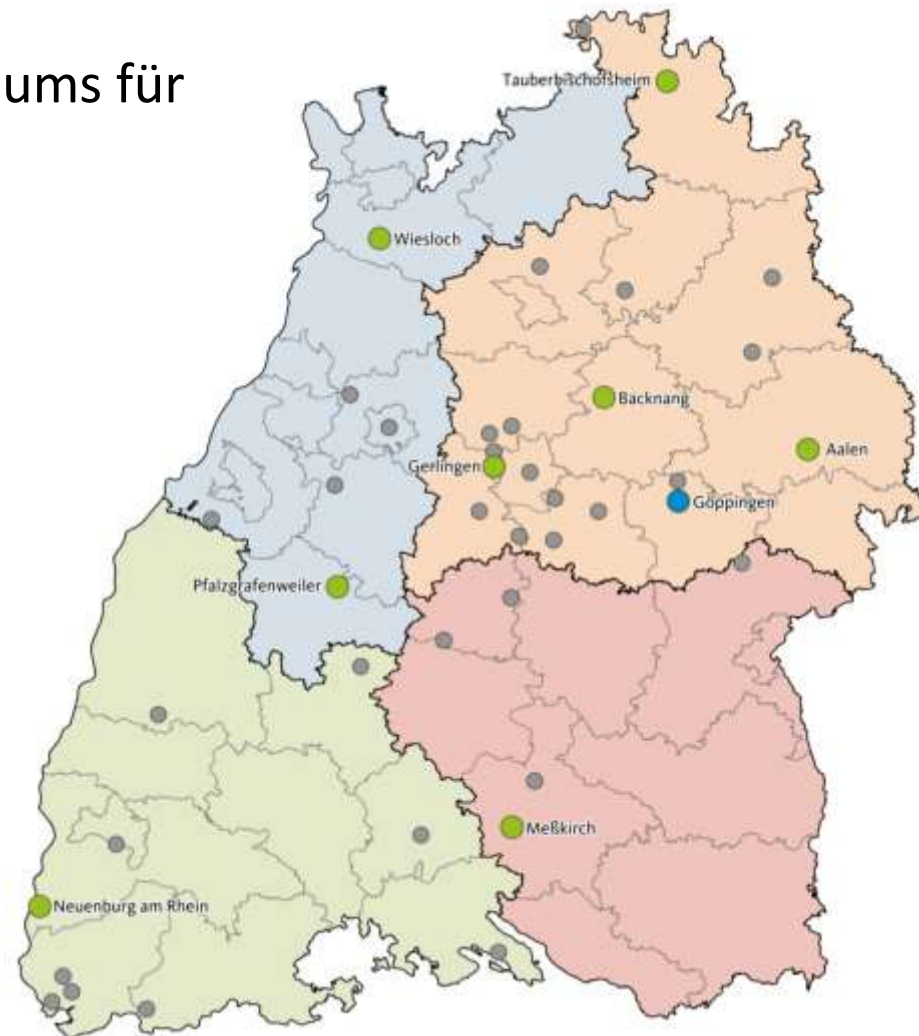 ums für
Tauberbischofsheim
Wiesloch
Backnang
Gerlingen
Aalen
Göppingen
Pfalzgrafenweiler
Meßkirch
Neuenburg am Rhein